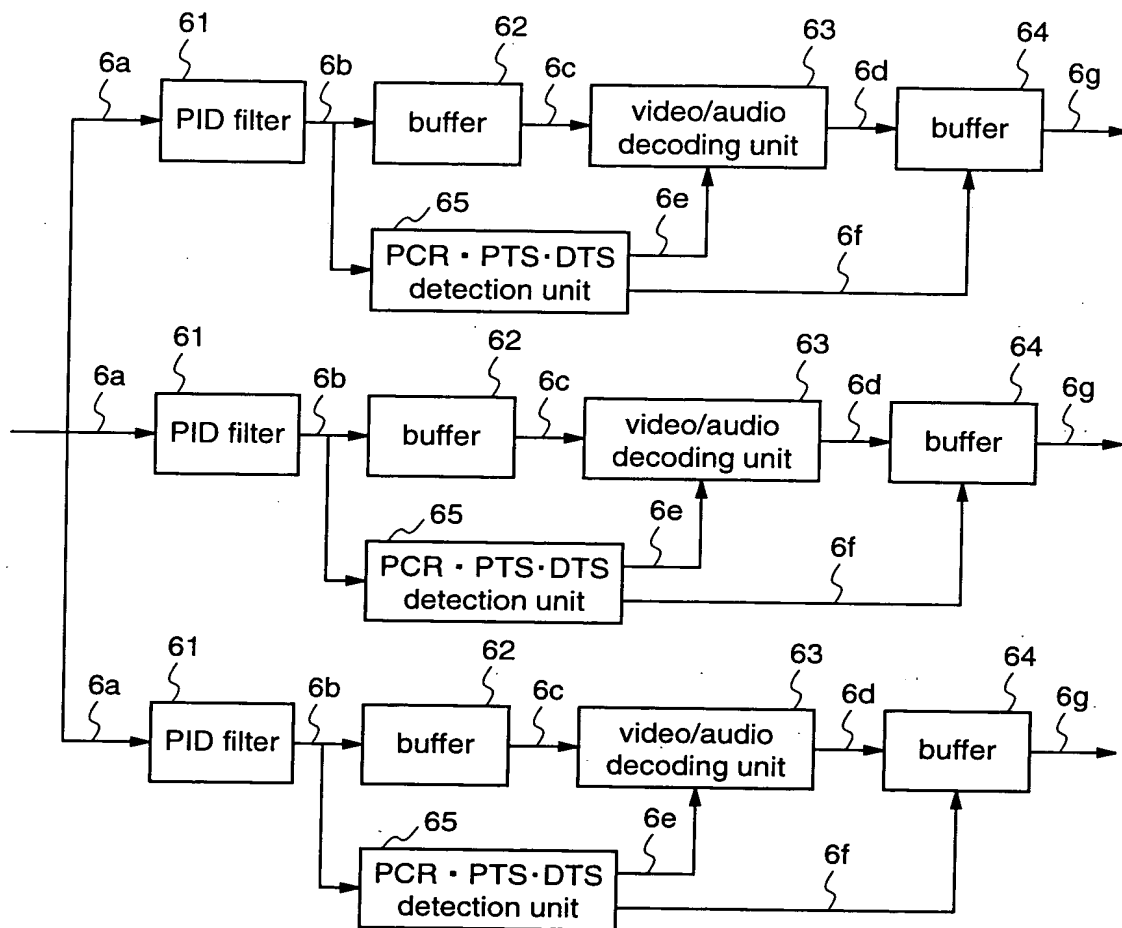 61
62
63
64
6a
6b
6c
6d
6g
PID filter
buffer
video/audio
decoding unit
buffer
65
6e
6f
PCR・PTS・DTS
detection unit
61
62
63
64
6a
6b
6c
6d
6g
PID filter
buffer
video/audio
decoding unit
buffer
65
6e
6f
PCR・PTS・DTS
detection unit
61
62
63
64
6a
6b
6c
6d
6g
PID filter
buffer
video/audio
decoding unit
buffer
65
6e
6f
PCR・PTS・DTS
detection unit